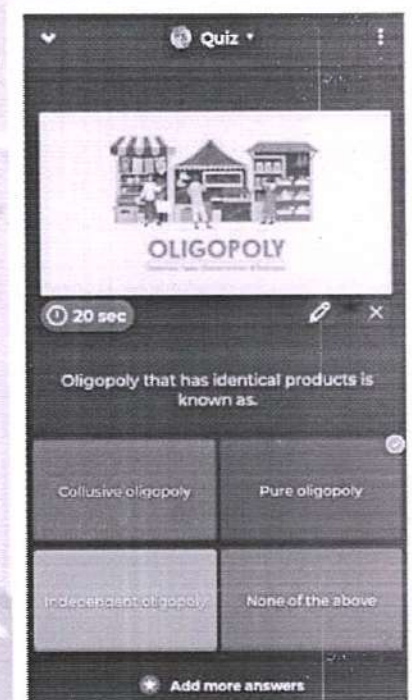 Quiz
OLIGOPOLY
20 sec
Oligopoly that has identical products is
known as.
Collusive oligopoly
Pure oligopoly
Independent oligopoly
None of the above
Add more answers